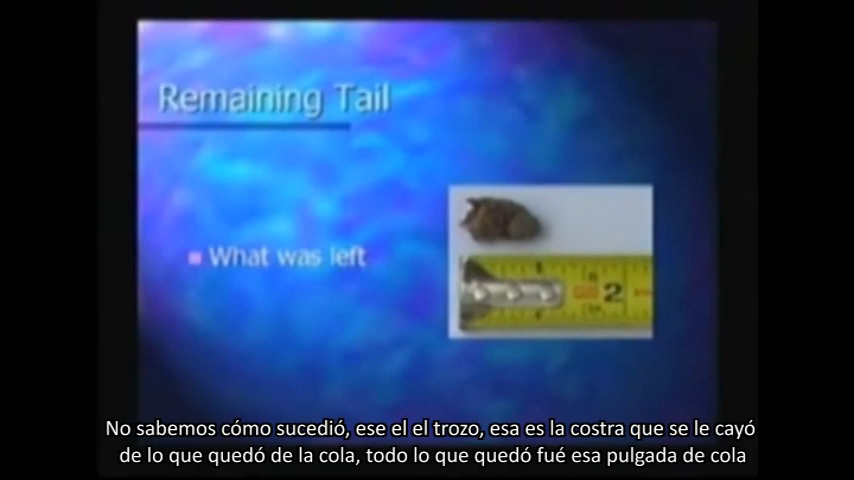 Remaining Tail
What was left
2
No sabemos cómo sucedió, ese el el trozo, esa es la costra que se le cayó
de lo que quedó de la cola, todo lo que quedó fué esa pulgada de cola